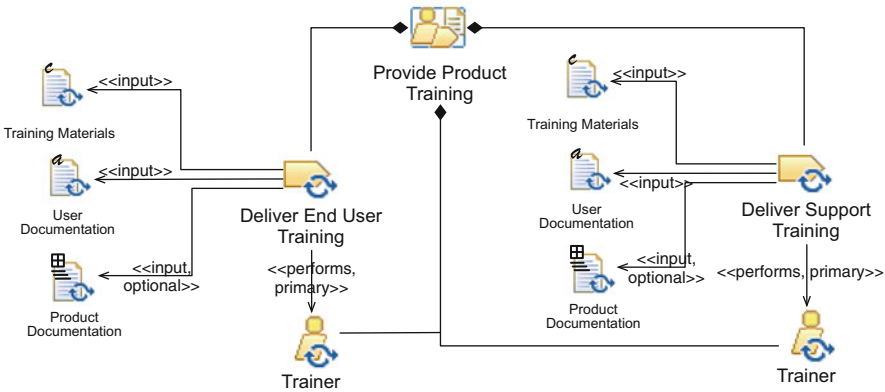 Provide Product
Training
<<input>>
Training Materials
<<input>>
User
Documentation
<<input,
optional>>
Product
Documentation
Deliver End User
Training
<<performs,
primary>>
Trainer
<<input>>
Training Materials
<<input>>
User
Documentation
<<input,
optional>>
Product
Documentation
Deliver Support
Training
<<performs, primary>>
Trainer